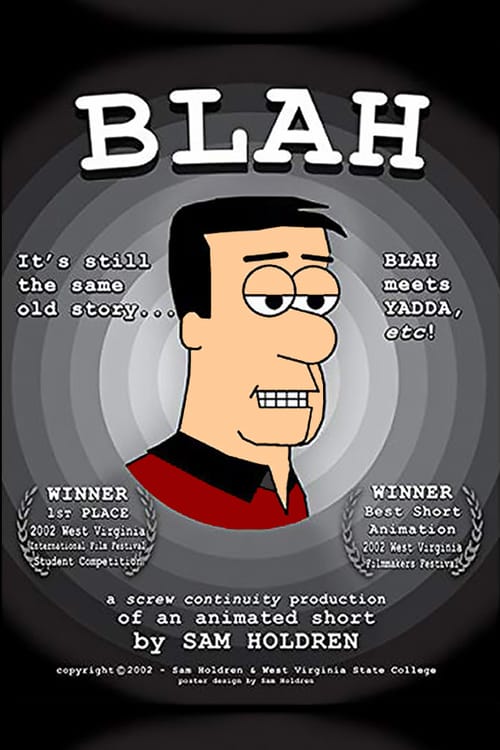 BLAH
It's still
the same
old story...
BLAH
meets
YADDA,
etc!
WINNER
1ST PLACE
2002 West Virginia
International Film Festival
Student Competition
WINNER
Best Short
Animation
2002 West Virginia
Filmmakers Festival
a screw continuity production
of an animated short
by SAM HOLDREN
copyright©2002 - Sam Holdren & West Virginia State College
poster design by Sam Holdren